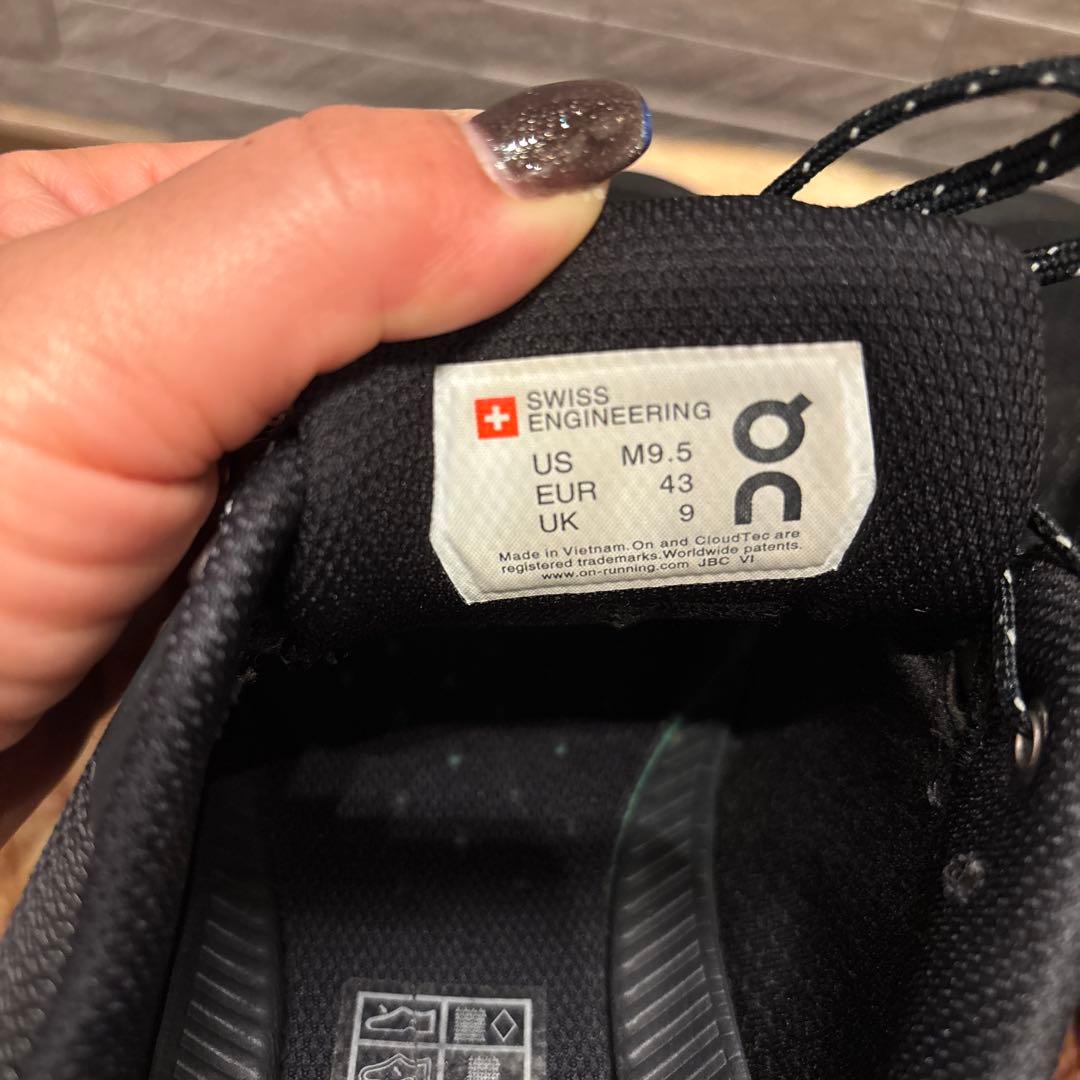 SWISS
ENGINEERING
US M9.5
EUR 43
UK 9
On
Made in Vietnam. On and CloudTec are
registered trademarks. Worldwide patents.
www.on-running.com JBC VI